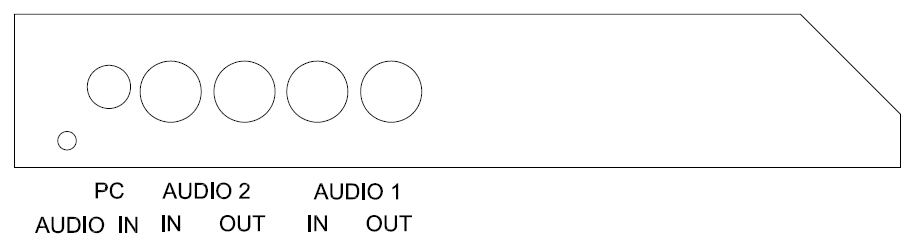 PC AUDIO 2 AUDIO 1
AUDIO IN IN OUT IN OUT